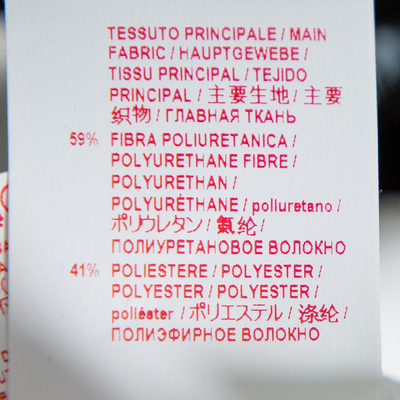 TESSUTO PRINCIPALE / MAIN
FABRIC / HAUPTGEWEBE /
TISSU PRINCIPAL / TEJIDO
PRINCIPAL / 主要生地 / 主要
织物 / ГЛАВНАЯ ТКАНЬ
59% FIBRA POLIURETANICA /
POLYURETHANE FIBRE /
POLYURETHAN /
POLYURÉTHANE / poliuretano /
ポリウレタン / 氨纶 /
ПОЛИУРЕТАНОВОЕ ВОЛОКНО
41% POLIESTERE / POLYESTER /
POLYESTER / POLYESTER /
poliéster / ポリエステル / 涤纶 /
ПОЛИЭФИРНОЕ ВОЛОКНО